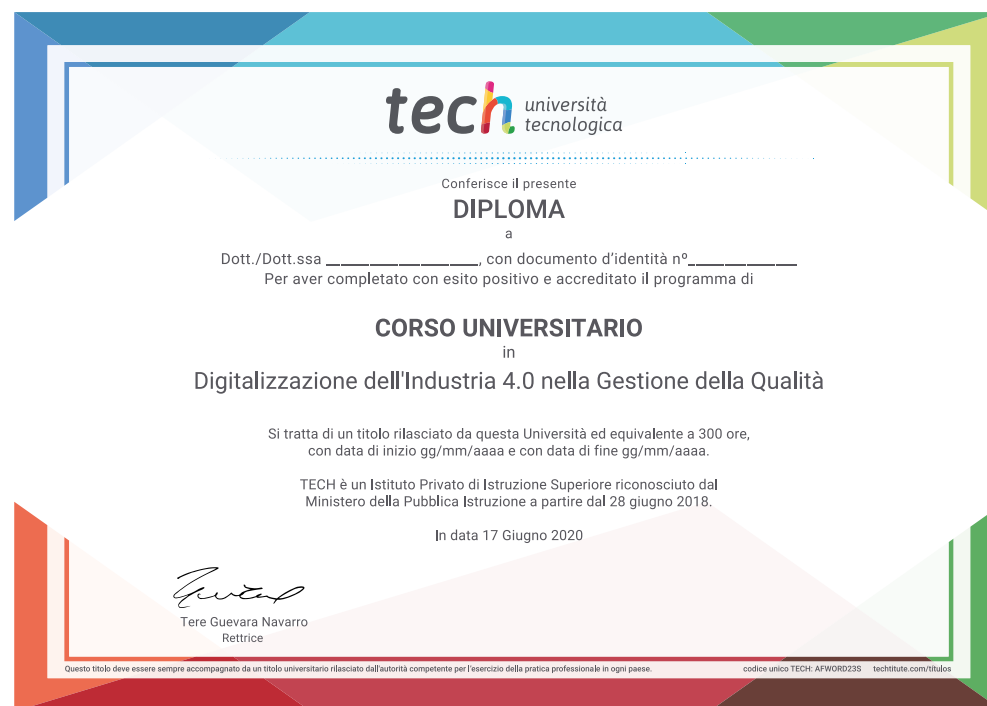 tech università
tecnologica
Conferisce il presente
DIPLOMA
a
Dott./Dott.ssa ___________________, con documento d'identità nº_____________
Per aver completato con esito positivo e accreditato il programma di
CORSO UNIVERSITARIO
in
Digitalizzazione dell'Industria 4.0 nella Gestione della Qualità
Si tratta di un titolo rilasciato da questa Università ed equivalente a 300 ore,
con data di inizio gg/mm/aaaa e con data di fine gg/mm/aaaa.
TECH è un Istituto Privato di Istruzione Superiore riconosciuto dal
Ministero della Pubblica Istruzione a partire dal 28 giugno 2018.
In data 17 Giugno 2020
Tere Guevara Navarro
Rettrice
Questo titolo deve essere sempre accompagnato da un titolo universitario rilasciato dall'autorità competente per l'esercizio della pratica professionale in ogni paese. codice unico TECH: AFWORD23S techtitute.com/títulos